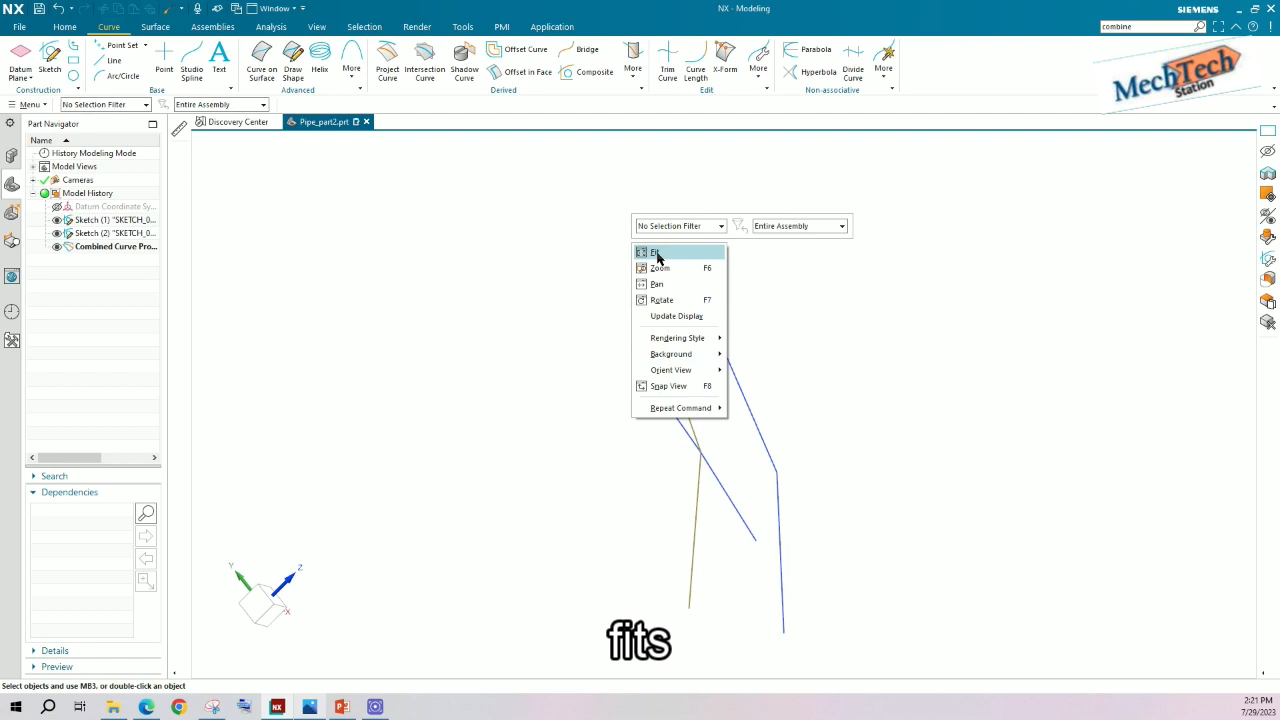 NX
Window
NX - Modeling
SIEMENS
File
Home
Curve
Surface
Assemblies
Analysis
View
Selection
Render
Tools
PMI
Application
combine
Datum Plane
Sketch
Construction
Point Set
Line
Arc/Circle
Point
Studio Spline
Text
Base
Curve on Surface
Draw Shape
Helix
More
Advanced
Project Curve
Intersection Curve
Shadow Curve
Offset Curve
Offset in Face
Bridge
Composite
More
Derived
Trim Curve
Curve Length
X-Form
More
Edit
Parabola
Hyperbola
Divide Curve
More
Non-associative
MechTech
Station
Menu
No Selection Filter
Entire Assembly
Part Navigator
Discovery Center
Pipe_part2.prt
Name
History Modeling Mode
Model Views
Cameras
Model History
Datum Coordinate Sy...
Sketch (1) "SKETCH_0...
Sketch (2) "SKETCH_0...
Combined Curve Pro...
No Selection Filter
Entire Assembly
Fit
Zoom F6
Pan
Rotate F7
Update Display
Rendering Style
Background
Orient View
Snap View F8
Repeat Command
Search
Dependencies
Y
Z
X
Details
Preview
fits
Select objects and use MB3, or double-click an object
2:21 PM
7/29/2023